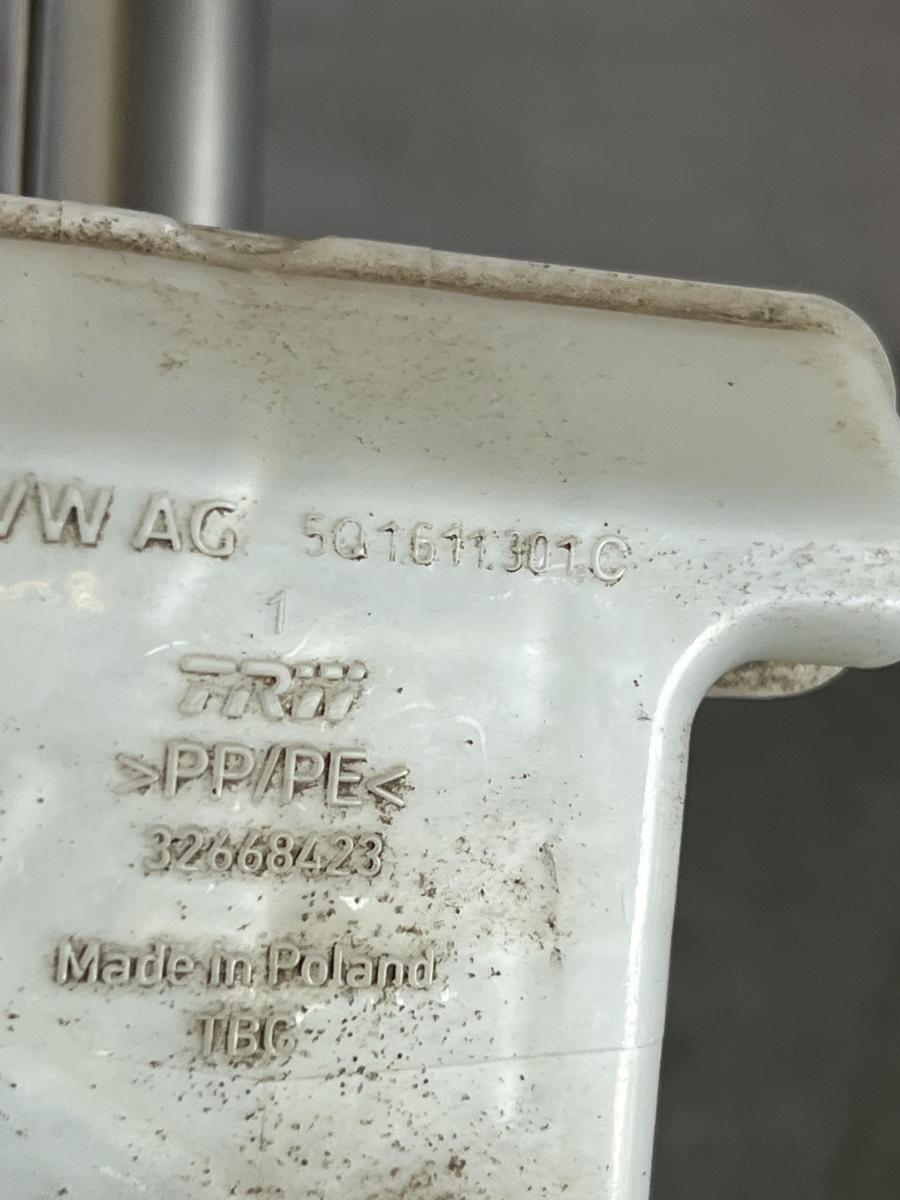 VW AG 5Q1611301C
1
TRW
>PP/PE<
32668423
Made in Poland
TBC